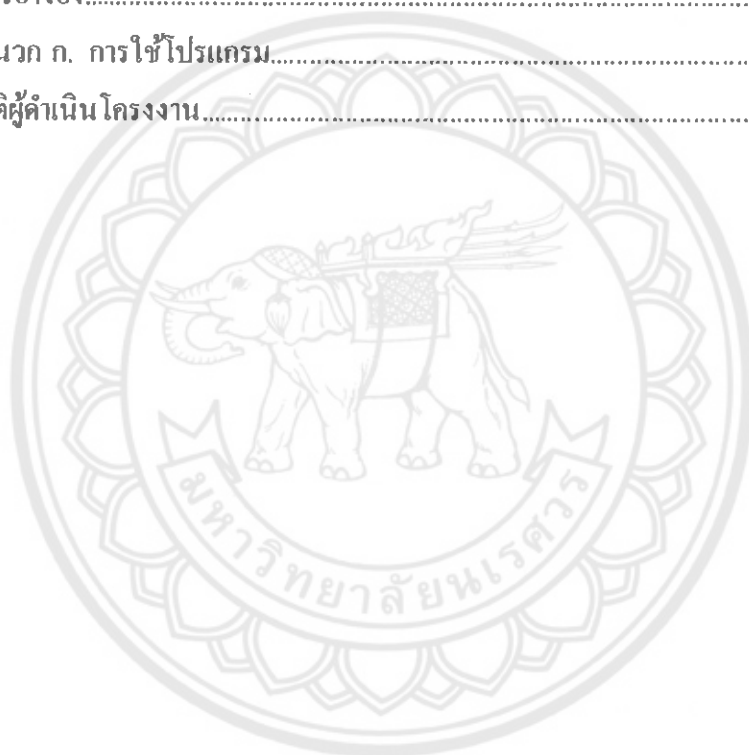 นวก ก. การใช้โปรแกรม
ติผู้ดำเนินโครงงาน
มหาวิทยาลัยนเรศวร